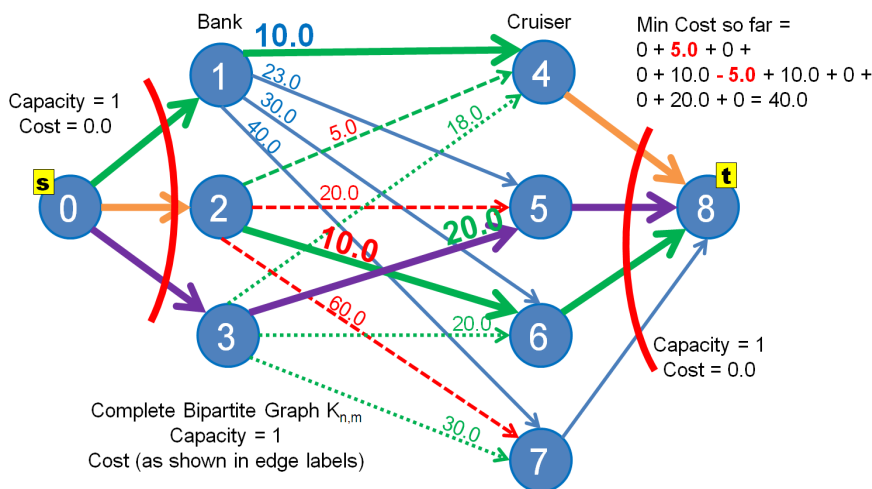 Bank
Cruiser
10.0
Min Cost so far =
0 + 5.0 + 0 +
0 + 10.0 - 5.0 + 10.0 + 0 +
0 + 20.0 + 0 = 40.0
1
4
23.0
30.0
40.0
18.0
5.0
Capacity = 1
Cost = 0.0
s
t
0
2
20.0
5
8
10.0
20.0
3
60.0
20.0
6
Capacity = 1
Cost = 0.0
30.0
7
Complete Bipartite Graph Kn,m
Capacity = 1
Cost (as shown in edge labels)